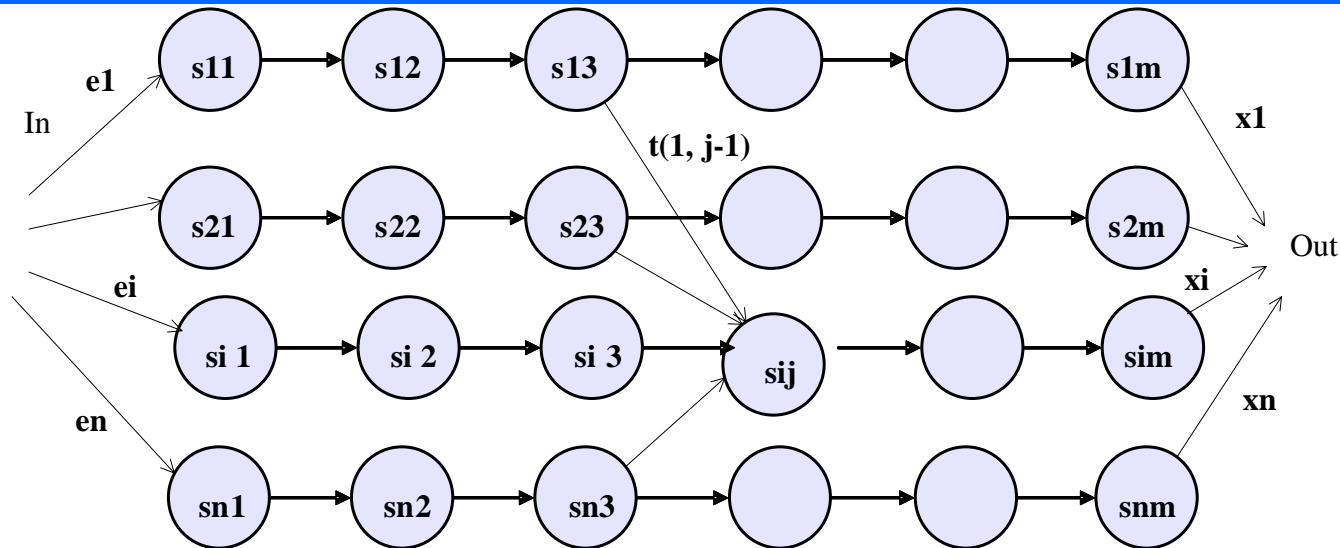 s11 s12 s13 s1m
e1
In
x1
t(1, j-1)
s21 s22 s23 s2m
Out
ei
xi
si 1 si 2 si 3 sij sim
en
xn
sn1 sn2 sn3 snm